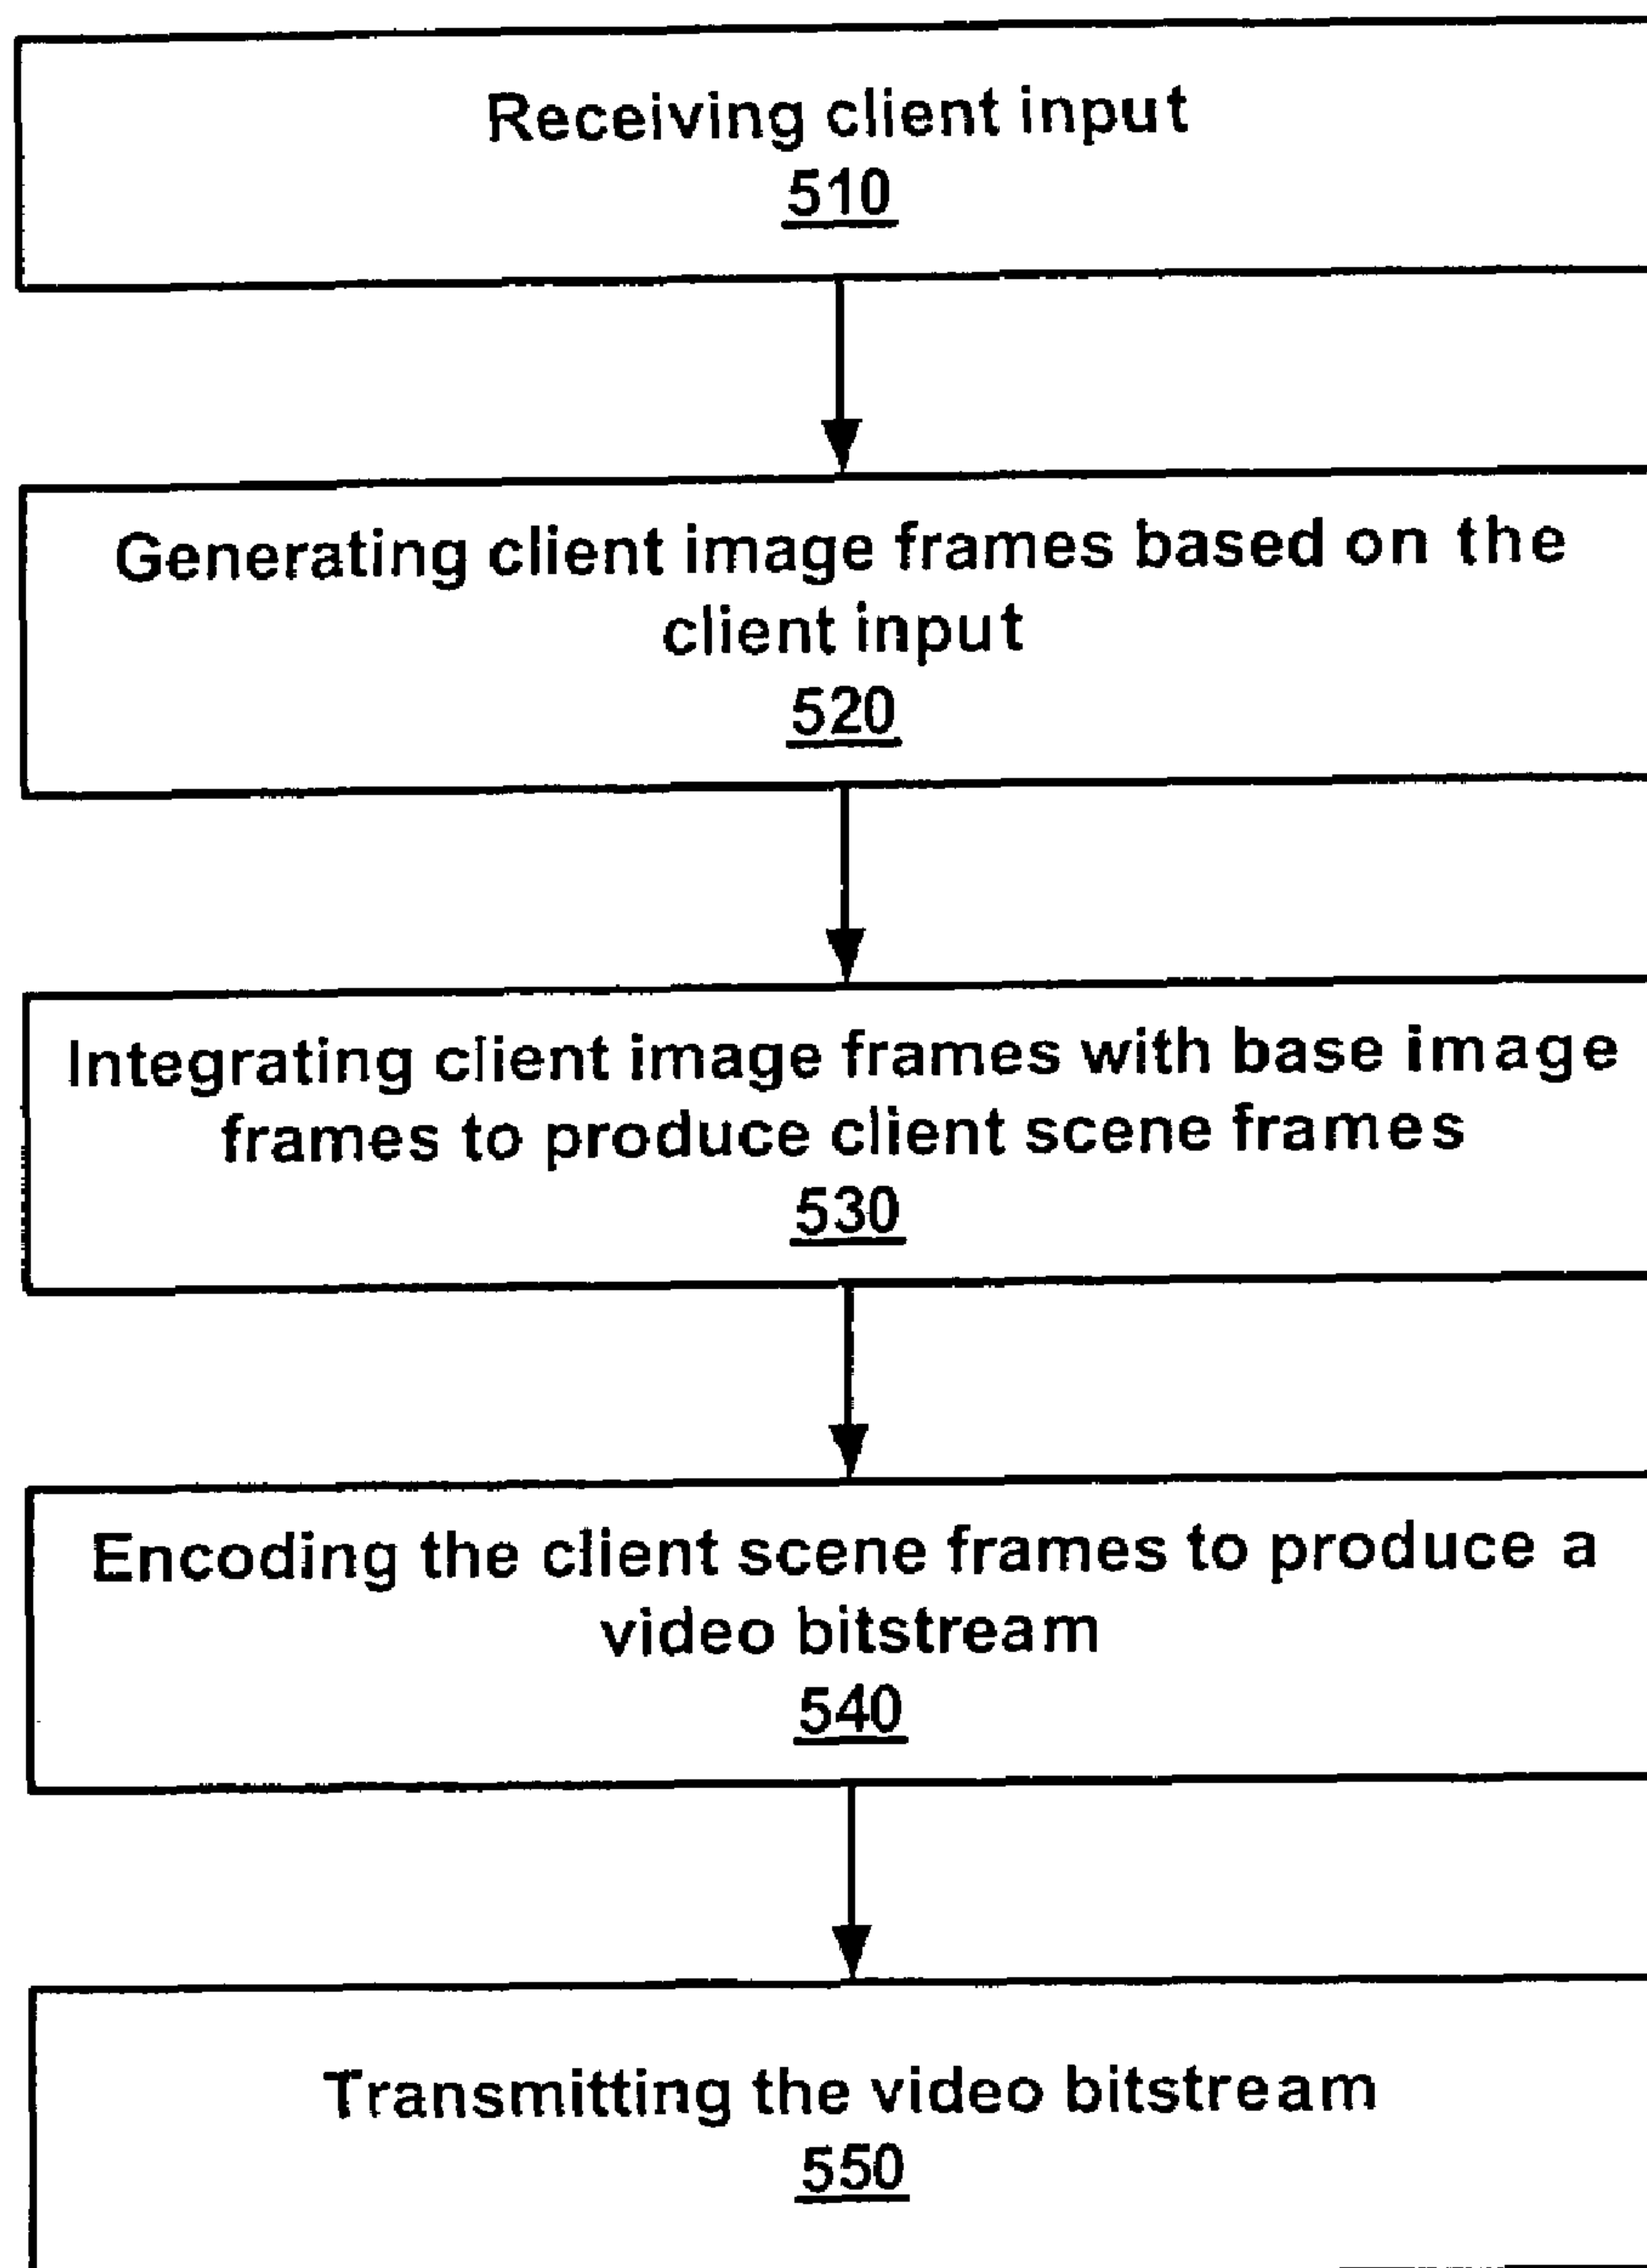 Receiving client input
510
Generating client image frames based on the
client input
520
Integrating client image frames with base image
frames to produce client scene frames
530
Encoding the client scene frames to produce a
video bitstream
540
Transmitting the video bitstream
550